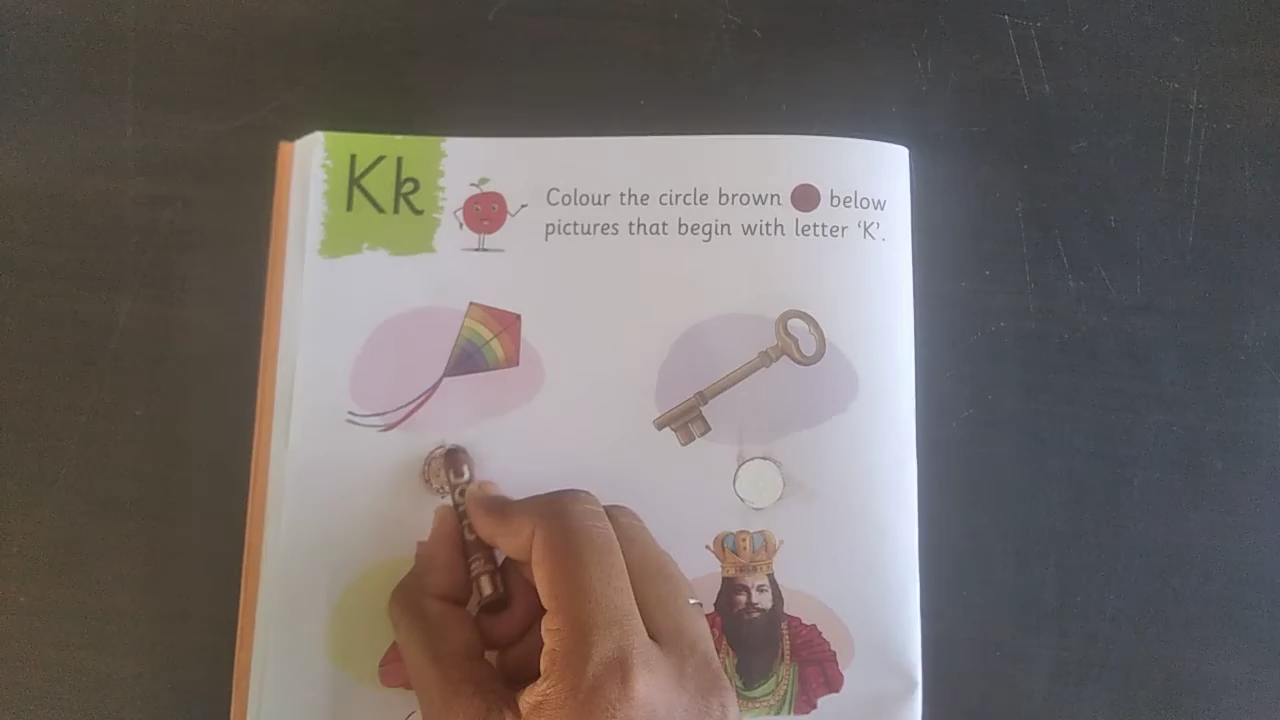 Kk
Colour the circle brown below
pictures that begin with letter ‘K’.